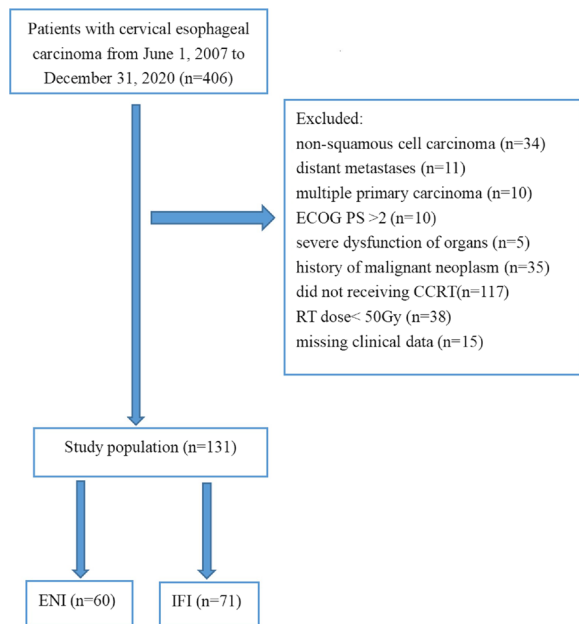 Patients with cervical esophageal
carcinoma from June 1, 2007 to
December 31, 2020 (n=406)
Excluded:
non-squamous cell carcinoma (n=34)
distant metastases (n=11)
multiple primary carcinoma (n=10)
ECOG PS >2 (n=10)
severe dysfunction of organs (n=5)
history of malignant neoplasm (n=35)
did not receiving CCRT(n=117)
RT dose< 50Gy (n=38)
missing clinical data (n=15)
Study population (n=131)
ENI (n=60)
IFI (n=71)